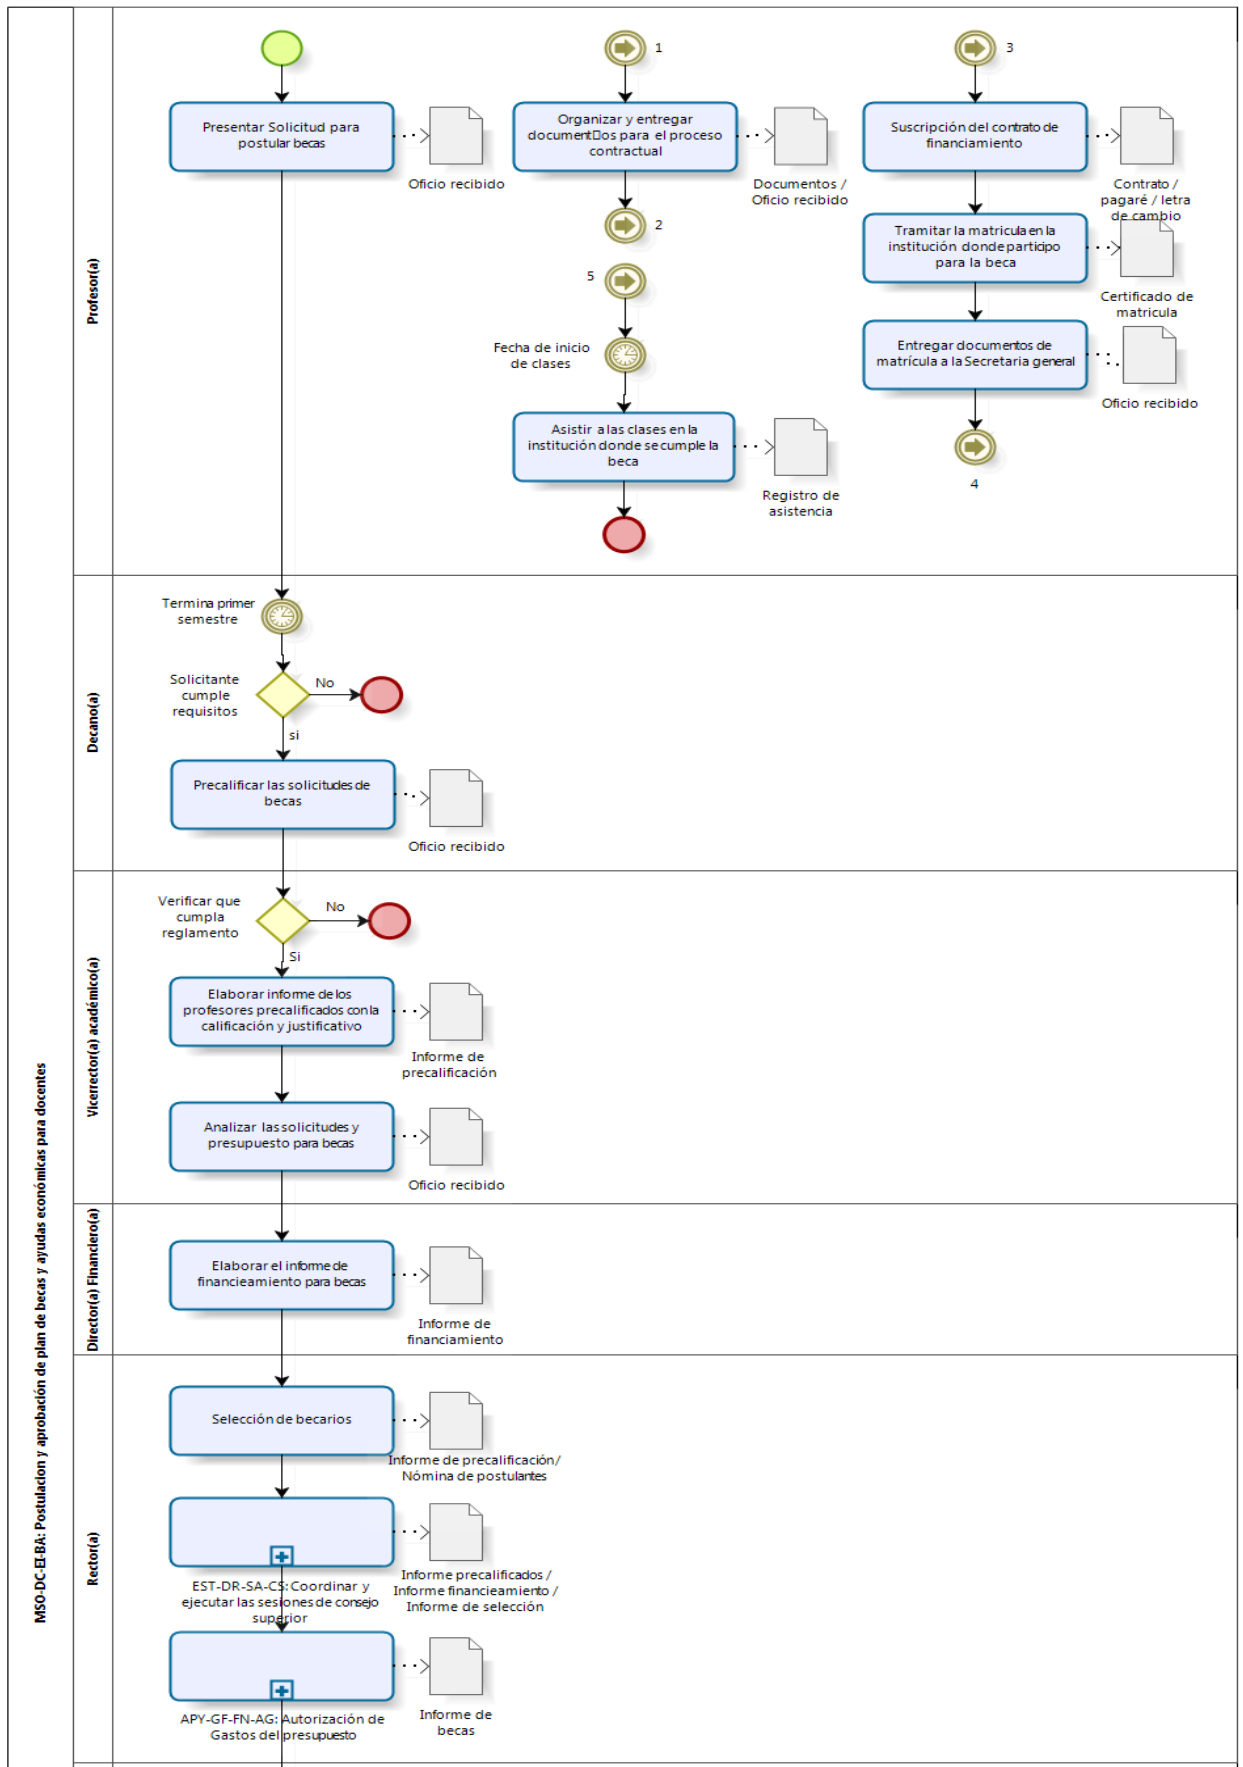 MSO-DC-EI-BA: Postulacion y aprobación de plan de becas y ayudas económicas para docentes
Profesor(a)
Presentar Solicitud para
postular becas
Oficio recibido
1
Organizar y entregar
document□os para el proceso
contractual
Documentos /
Oficio recibido
2
5
Fecha de inicio
de clases
Asistir a las clases en la
institución donde se cumple la
beca
Registro de
asistencia
3
Suscripción del contrato de
financiamiento
Contrato /
pagaré / letra
de cambio
Tramitar la matricula en la
institución donde participo
para la beca
Certificado de
matricula
Entregar documentos de
matrícula a la Secretaria general
Oficio recibido
4
Decano(a)
Termina primer
semestre
Solicitante
cumple
requisitos
No
si
Precalificar las solicitudes de
becas
Oficio recibido
Vicerrector(a) académico(a)
Verificar que
cumpla
reglamento
No
Si
Elaborar informe de los
profesores precalificados con la
calificación y justificativo
Informe de
precalificación
Analizar las solicitudes y
presupuesto para becas
Oficio recibido
Director(a) Financiero(a)
Elaborar el informe de
financieamiento para becas
Informe de
financiamiento
Rector(a)
Selección de becarios
Informe de precalificación/
Nómina de postulantes
EST-DR-SA-CS: Coordinar y
ejecutar las sesiones de consejo
superior
Informe precalificados /
Informe financieamiento /
Informe de selección
APY-GF-FN-AG: Autorización de
Gastos del presupuesto
Informe de
becas